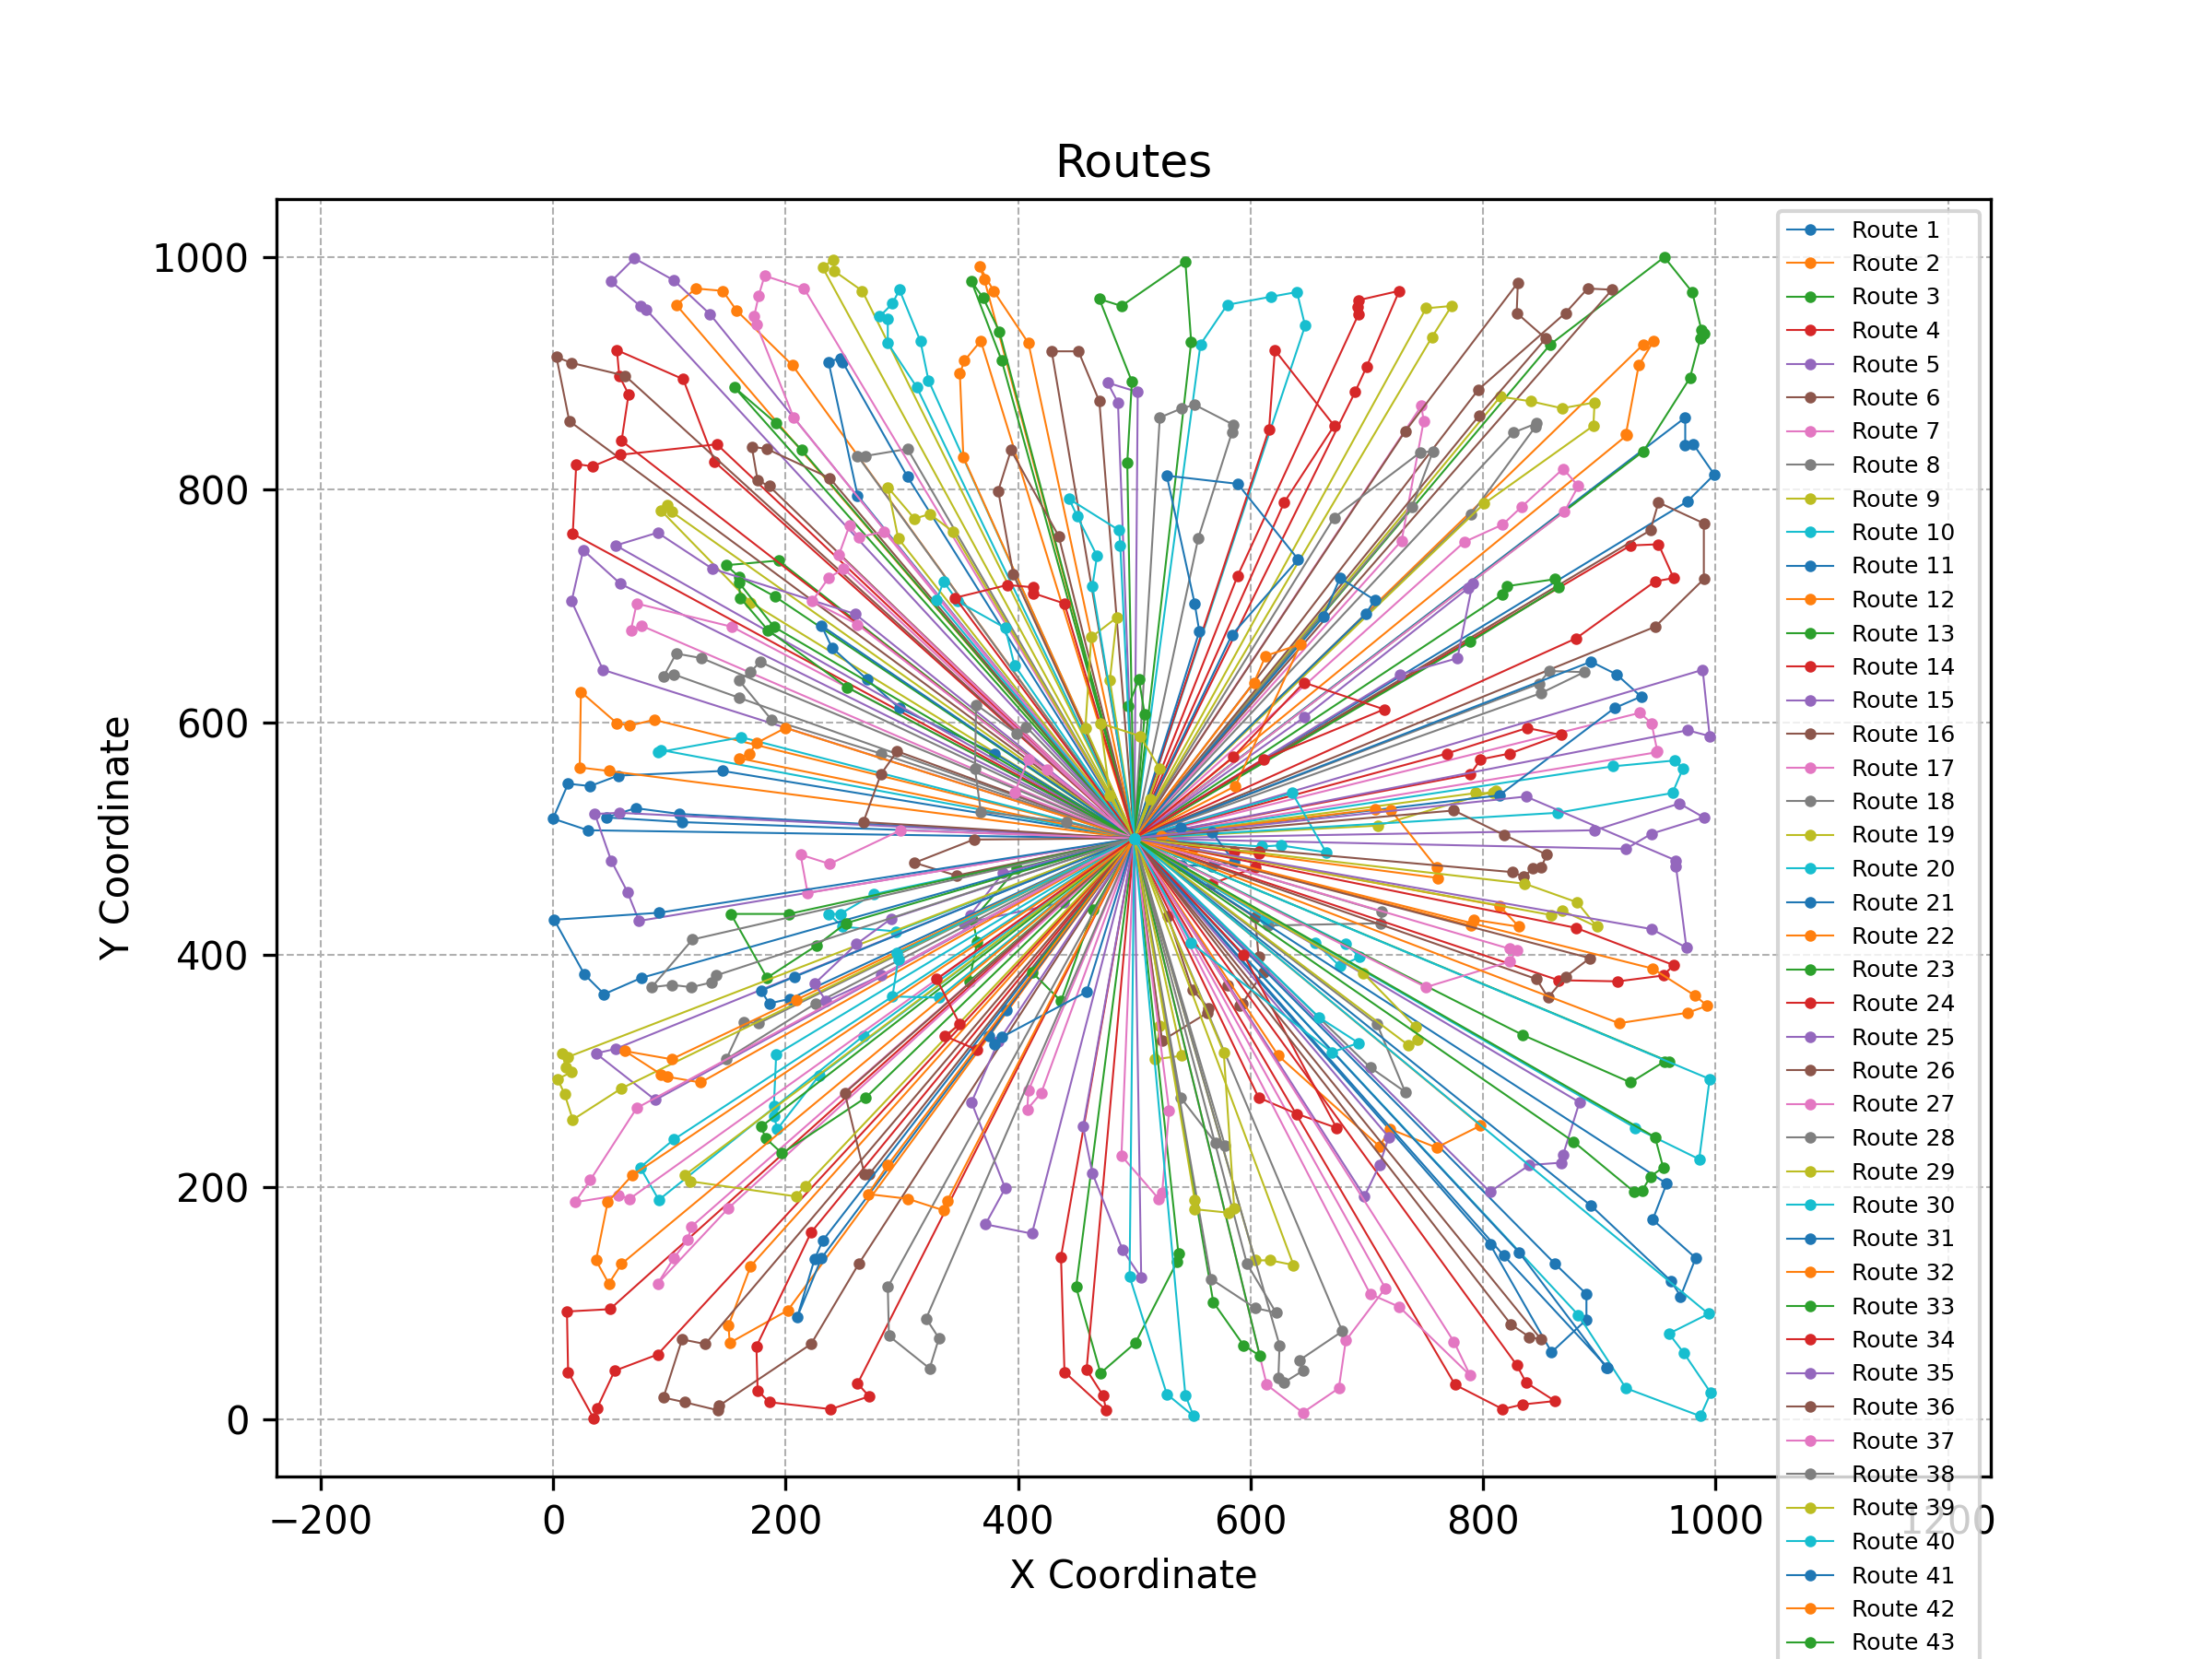 Routes
1000
800
600
400
200
0
Y Coordinate
−200
0
200
400
600
800
1000
1200
X Coordinate
Route 1
Route 2
Route 3
Route 4
Route 5
Route 6
Route 7
Route 8
Route 9
Route 10
Route 11
Route 12
Route 13
Route 14
Route 15
Route 16
Route 17
Route 18
Route 19
Route 20
Route 21
Route 22
Route 23
Route 24
Route 25
Route 26
Route 27
Route 28
Route 29
Route 30
Route 31
Route 32
Route 33
Route 34
Route 35
Route 36
Route 37
Route 38
Route 39
Route 40
Route 41
Route 42
Route 43